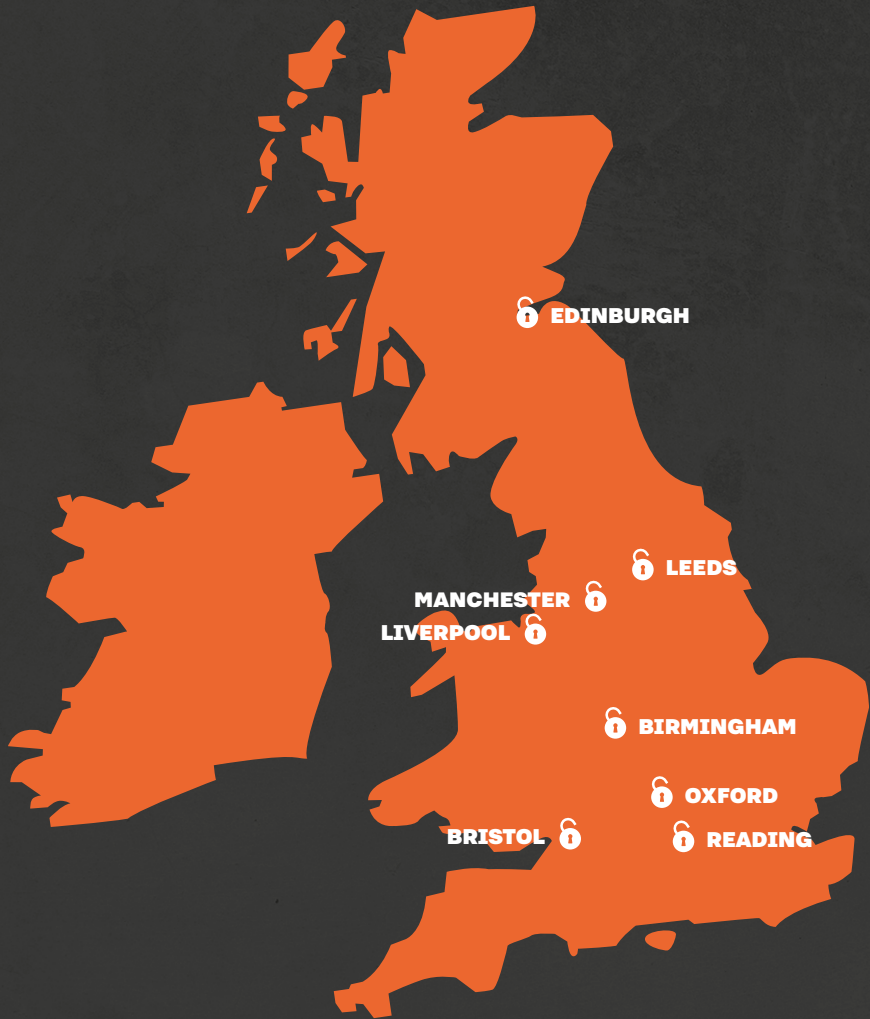 EDINBURGH
LEEDS
MANCHESTER
LIVERPOOL
BIRMINGHAM
OXFORD
BRISTOL
READING